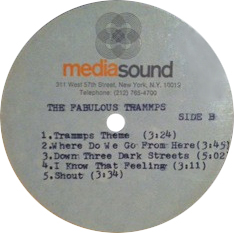 mediasound
311 West 57th Street, New York, N.Y. 10019
Telephone: (212) 765-4700
THE FABULOUS TRAMMPS
SIDE B
1.Trammps Theme (3:24)
2.Where Do We Go From Here(3:45)
3.Down Three Dark Streets (5:02)
4.I Know That Feeling (3:11)
5.Shout (3:34)